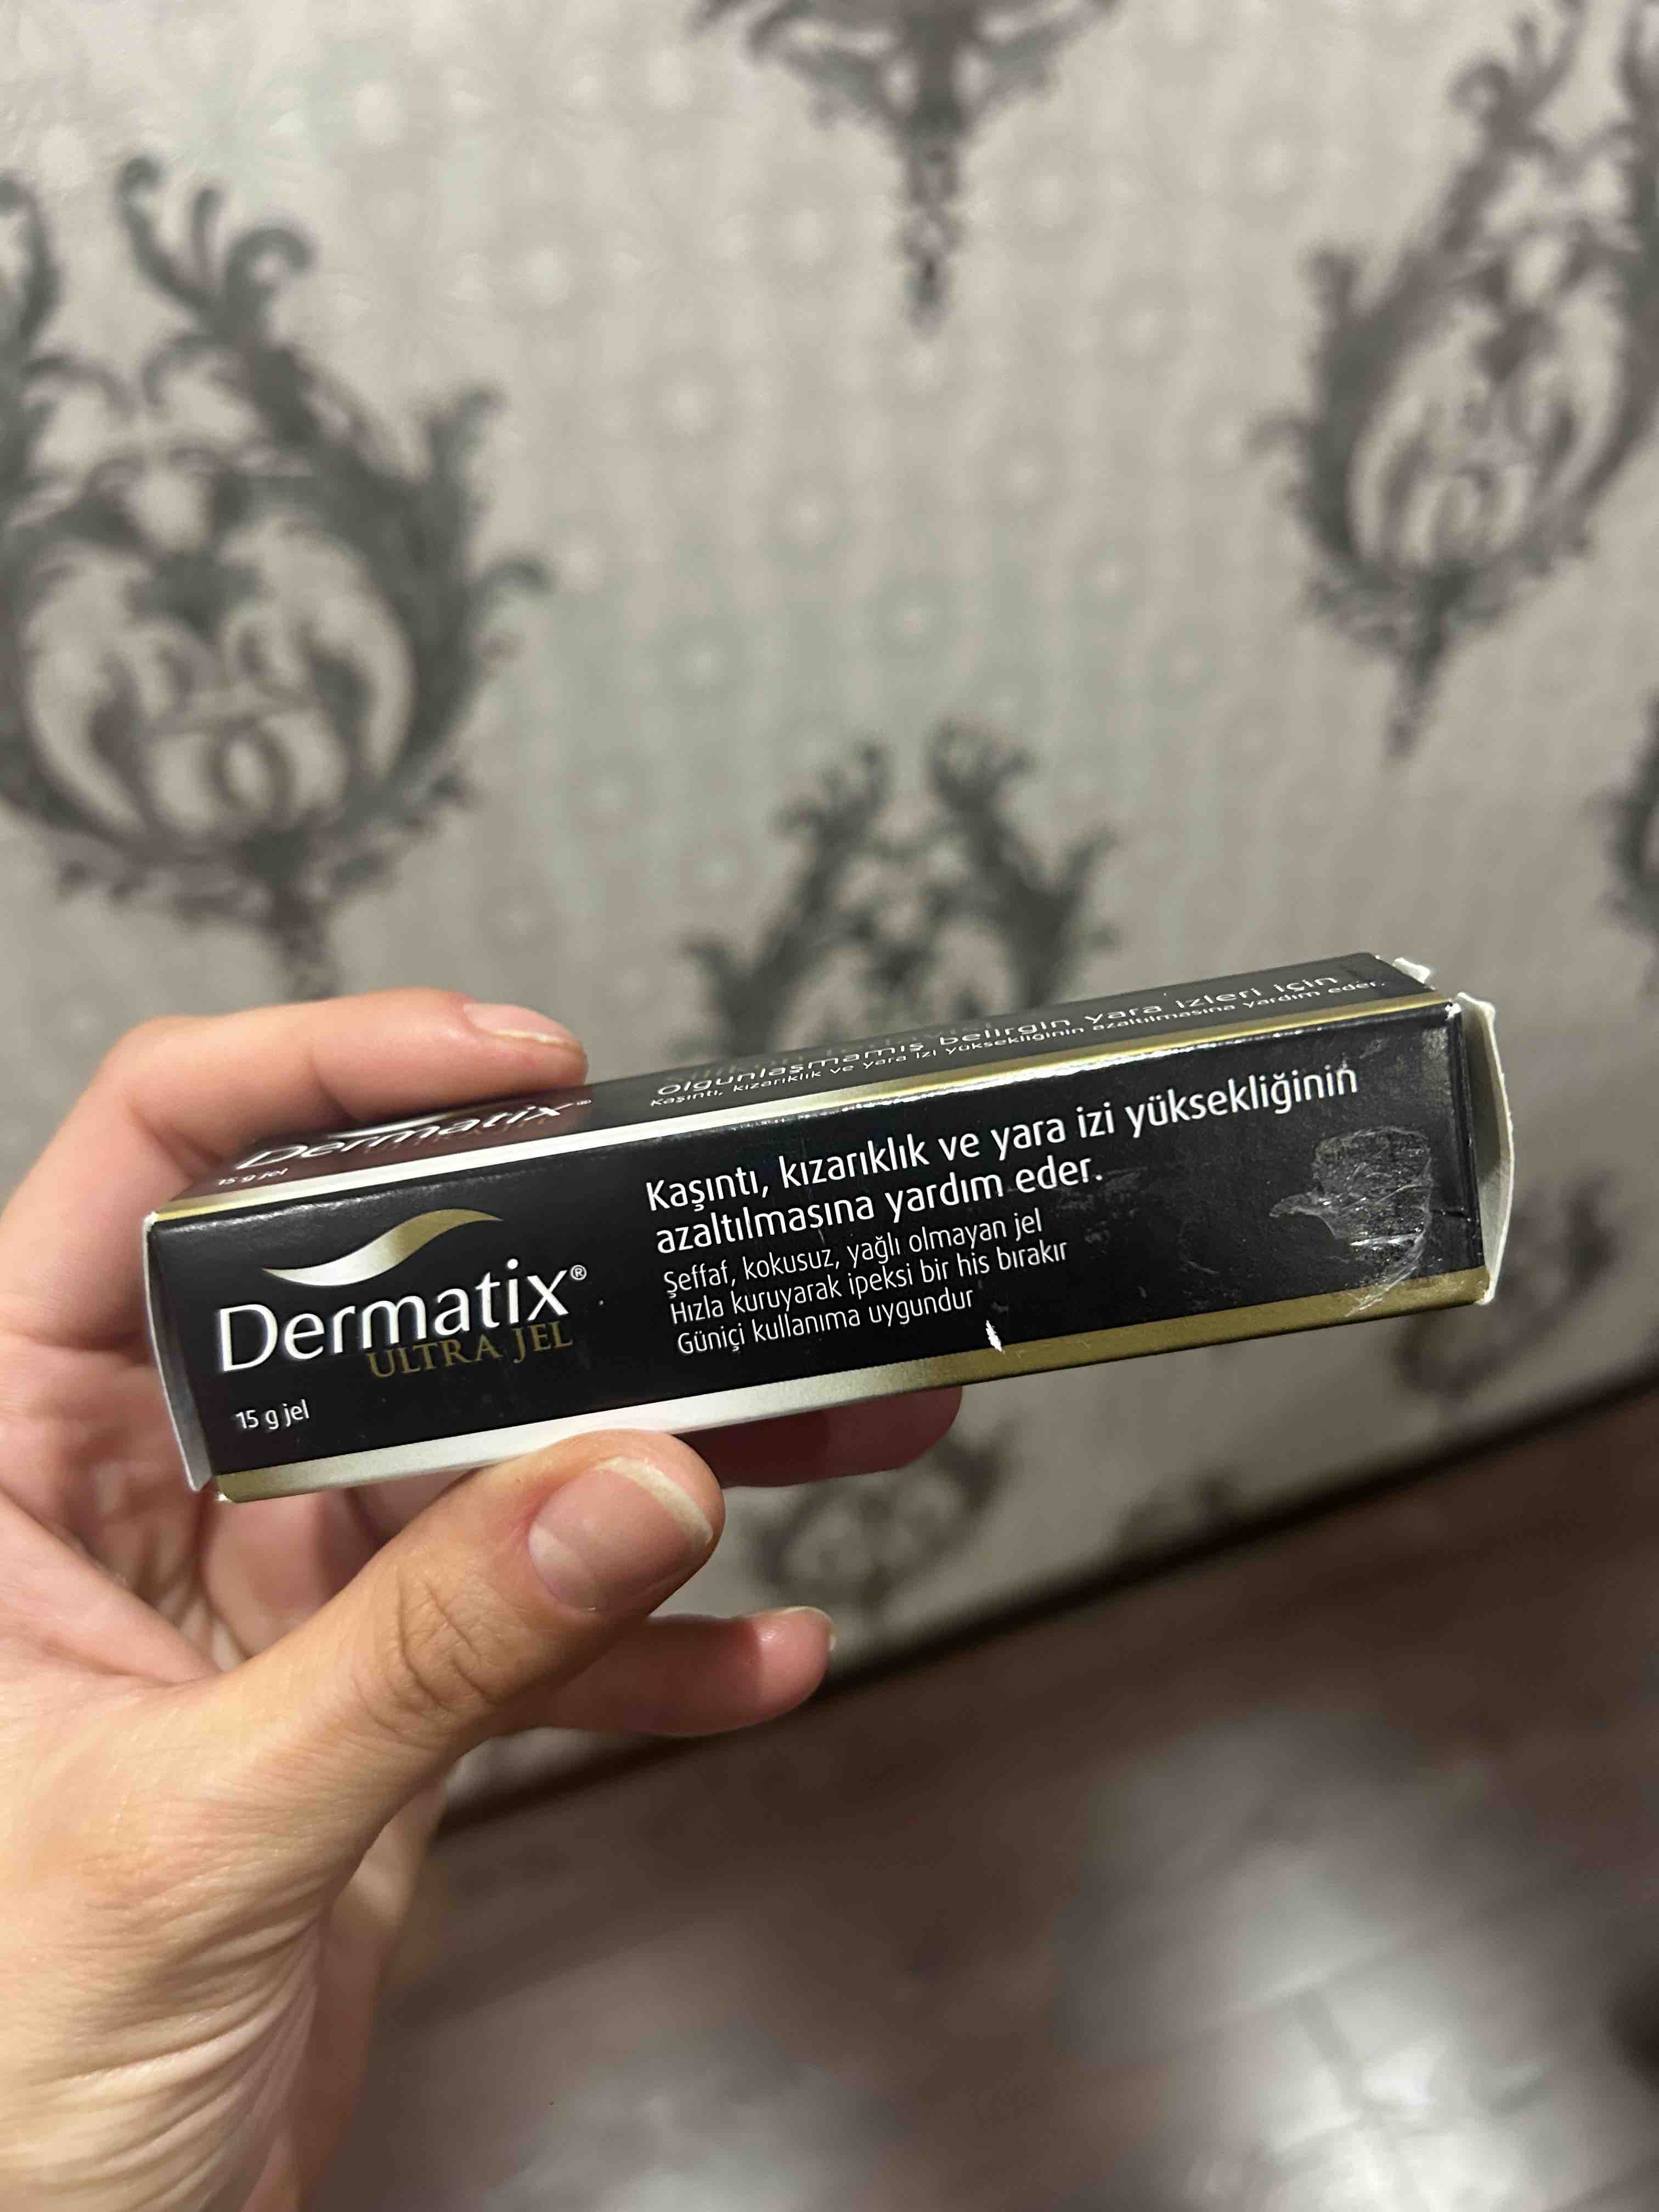 Olgunlaşmamış belirgin yara izleri için
Kaşıntı, kızarıklık ve yara izi yüksekliğinin azaltılmasına yardım eder.
Dermatix®
15 g jel
Kaşıntı, kızarıklık ve yara izi yüksekliğinin
azaltılmasına yardım eder.
Şeffaf, kokusuz, yağlı olmayan jel
Hızla kuruyarak ipeksi bir his bırakır
Güniçi kullanıma uygundur
Dermatix®
ULTRA JEL
15 g jel